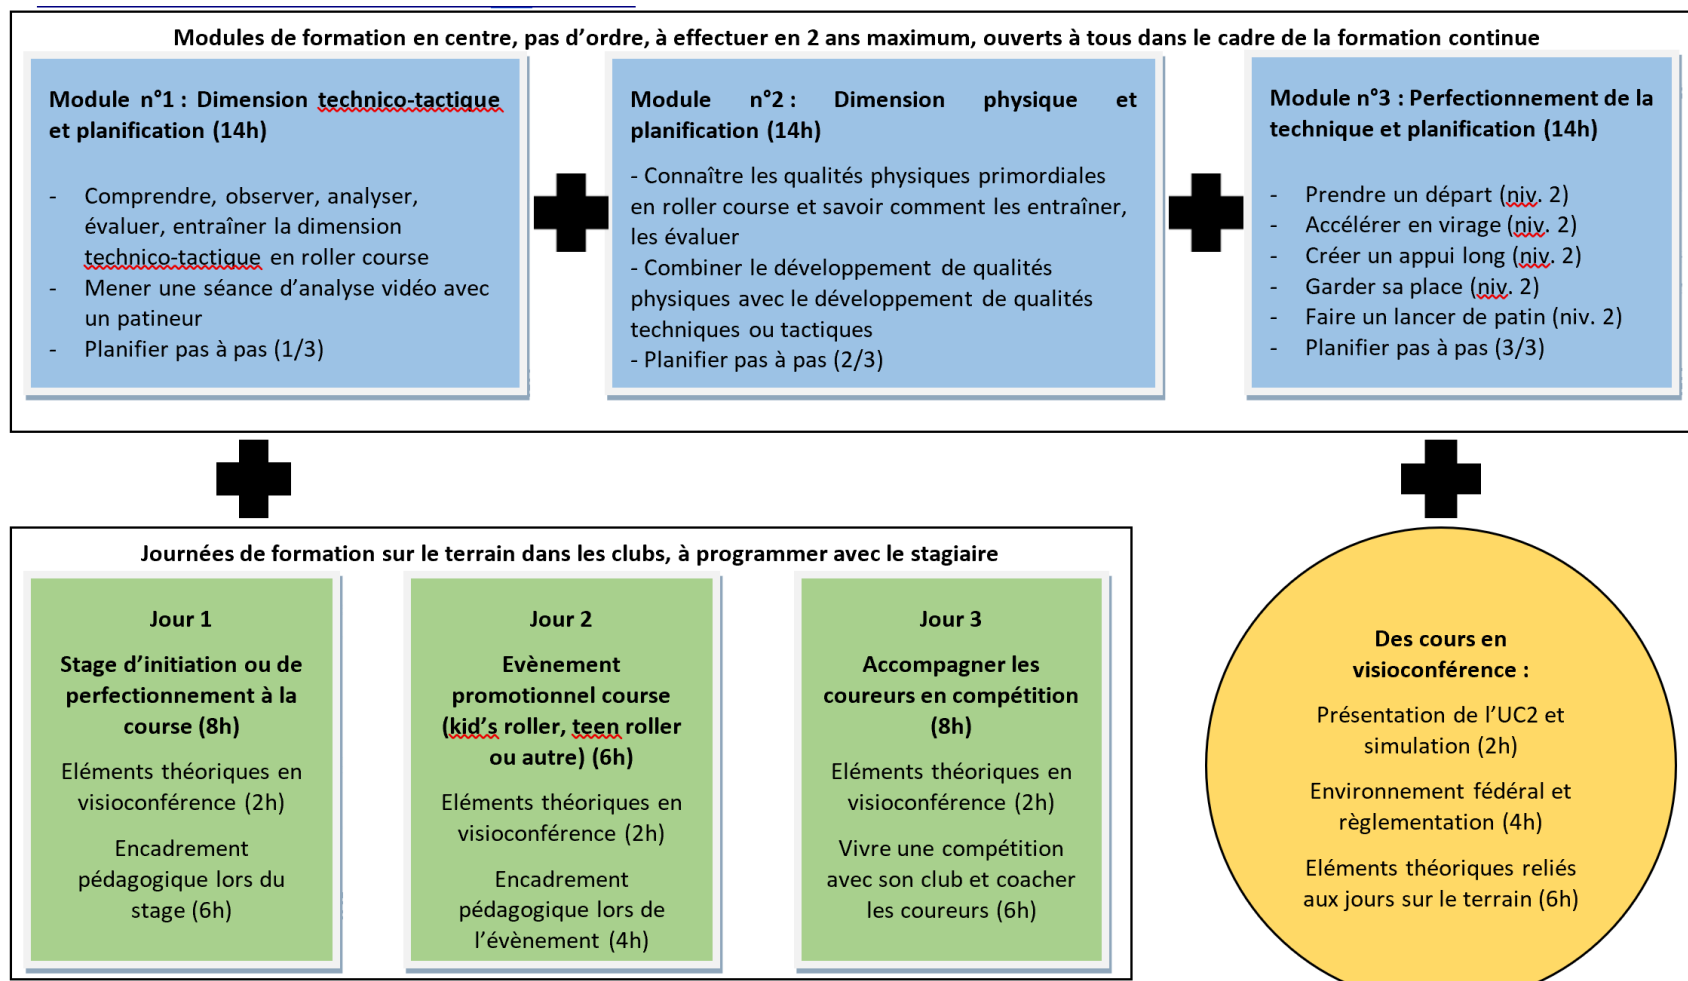 Modules de formation en centre, pas d’ordre, à effectuer en 2 ans maximum, ouverts à tous dans le cadre de la formation continue
Module n°1 : Dimension technico-tactique
et planification (14h)
- Comprendre, observer, analyser,
évaluer, entraîner la dimension
technico-tactique en roller course
- Mener une séance d’analyse vidéo avec
un patineur
- Planifier pas à pas (1/3)
Module n°2 : Dimension physique et
planification (14h)
- Connaître les qualités physiques primordiales
en roller course et savoir comment les entraîner,
les évaluer
- Combiner le développement de qualités
physiques avec le développement de qualités
techniques ou tactiques
- Planifier pas à pas (2/3)
Module n°3 : Perfectionnement de la
technique et planification (14h)
- Prendre un départ (niv. 2)
- Accélérer en virage (niv. 2)
- Créer un appui long (niv. 2)
- Garder sa place (niv. 2)
- Faire un lancer de patin (niv. 2)
- Planifier pas à pas (3/3)
Journées de formation sur le terrain dans les clubs, à programmer avec le stagiaire
Jour 1
Stage d’initiation ou de
perfectionnement à la
course (8h)
Eléments théoriques en
visioconférence (2h)
Encadrement
pédagogique lors du
stage (6h)
Jour 2
Evènement
promotionnel course
(kid’s roller, teen roller
ou autre) (6h)
Eléments théoriques en
visioconférence (2h)
Encadrement
pédagogique lors de
l’évènement (4h)
Jour 3
Accompagner les
coureurs en compétition
(8h)
Eléments théoriques en
visioconférence (2h)
Vivre une compétition
avec son club et coacher
les coureurs (6h)
Des cours en
visioconférence :
Présentation de l’UC2 et
simulation (2h)
Environnement fédéral et
règlementation (4h)
Eléments théoriques reliés
aux jours sur le terrain (6h)